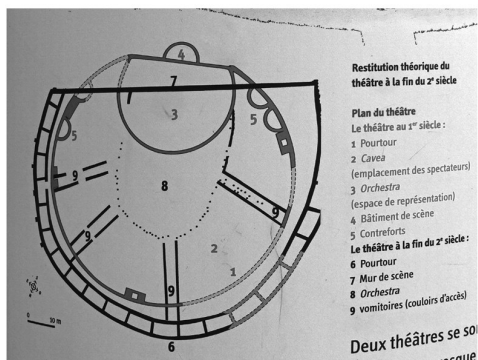 Restitution théorique du
théâtre à la fin du 2e siècle
Plan du théâtre
Le théâtre au 1er siècle :
1 Pourtour
2 Cavea
(emplacement des spectateurs)
3 Orchestra
(espace de représentation)
4 Bâtiment de scène
5 Contreforts
Le théâtre à la fin du 2e siècle :
6 Pourtour
7 Mur de scène
8 Orchestra
9 vomitoires (couloirs d'accès)
Deux théâtres se
4
7
3
5
5
9
8
9
9
2
1
9
6
0 10 m